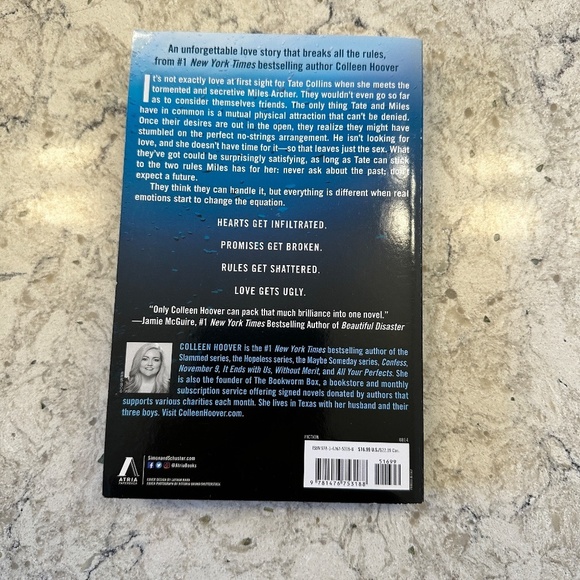 An unforgettable love story that breaks all the rules,
from #1 New York Times bestselling author Colleen Hoover
It's not exactly love at first sight for Tate Collins when she meets the
tormented and secretive Miles Archer. They wouldn't even go so far
as to consider themselves friends. The only thing Tate and Miles
have in common is a mutual physical attraction that can't be denied.
Once their desires are out in the open, they realize they might have
stumbled on the perfect no-strings arrangement. He isn't looking for
love, and she doesn't have time for it—so that leaves just the sex. What
they've got could be surprisingly satisfying, as long as Tate can stick
to the two rules Miles has for her: never ask about the past; don't
expect a future.
They think they can handle it, but everything is different when real
emotions start to change the equation.
HEARTS GET INFILTRATED.
PROMISES GET BROKEN.
RULES GET SHATTERED.
LOVE GETS UGLY.
"Only Colleen Hoover can pack that much brilliance into one novel."
—Jamie McGuire, #1 New York Times Bestselling Author of Beautiful Disaster
COLLEEN HOOVER is the #1 New York Times bestselling author of the
Slammed series, the Hopeless series, the Maybe Someday series, Confess,
November 9, It Ends with Us, Without Merit, and All Your Perfects. She
is also the founder of The Bookworm Box, a bookstore and monthly
subscription service offering signed novels donated by authors that
supports various charities each month. She lives in Texas with her husband and their
three boys. Visit ColleenHoover.com.
FICTION
ISBN 978-1-4767-5318-8 $16.99 U.S./$22.99 Can.
51699
9 781476 753188
SimonandSchuster.com
@AtriaBooks
ATRIA